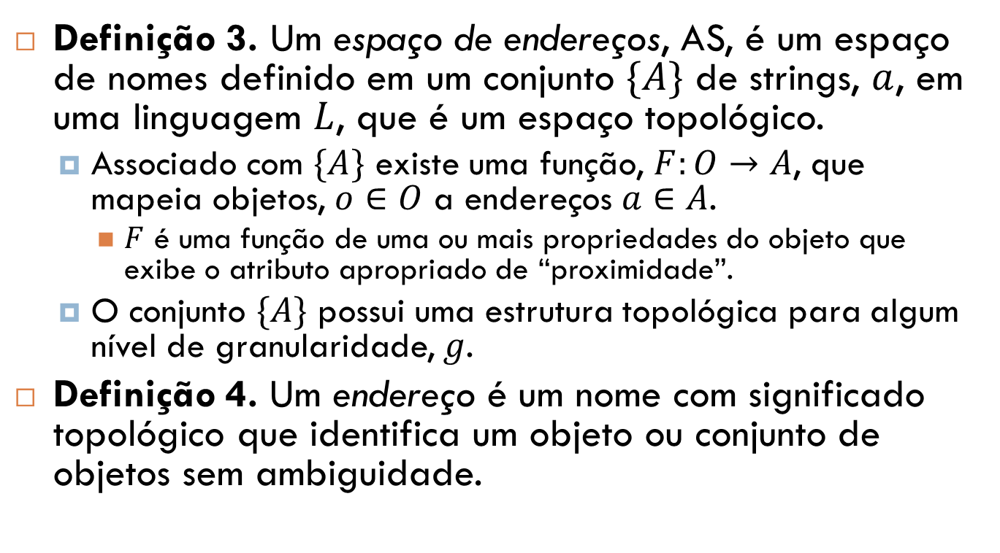 Definição 3. Um espaço de endereços, AS, é um espaço
de nomes definido em um conjunto {A} de strings, a, em
uma linguagem L, que é um espaço topológico.
Associado com {A} existe uma função, F: O → A, que
mapeia objetos, o ∈ O a endereços a ∈ A.
F é uma função de uma ou mais propriedades do objeto que
exibe o atributo apropriado de “proximidade”.
O conjunto {A} possui uma estrutura topológica para algum
nível de granularidade, g.
Definição 4. Um endereço é um nome com significado
topológico que identifica um objeto ou conjunto de
objetos sem ambiguidade.